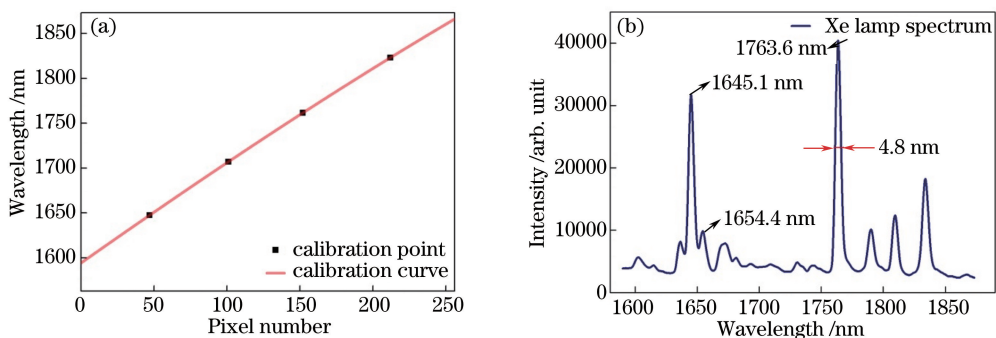 (a)
1850
1800
1750
1700
1650
1600
Wavelength /nm
calibration point
calibration curve
0 50 100 150 200 250
Pixel number
(b)
Xe lamp spectrum
40000
30000
20000
10000
0
Intensity /arb. unit
1763.6 nm
1645.1 nm
4.8 nm
1654.4 nm
1600 1650 1700 1750 1800 1850
Wavelength /nm